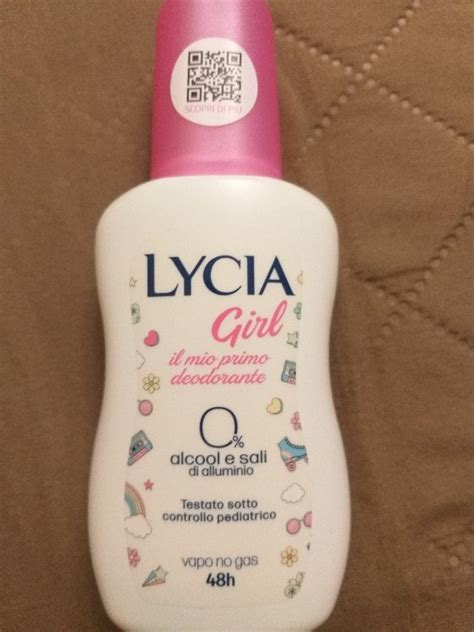 SCOPRI DI PIÙ
LYCIA
Girl
il mio primo
deodorante
0%
alcool e sali
di alluminio
Testato sotto
controllo pediatrico
vapo no gas
48h